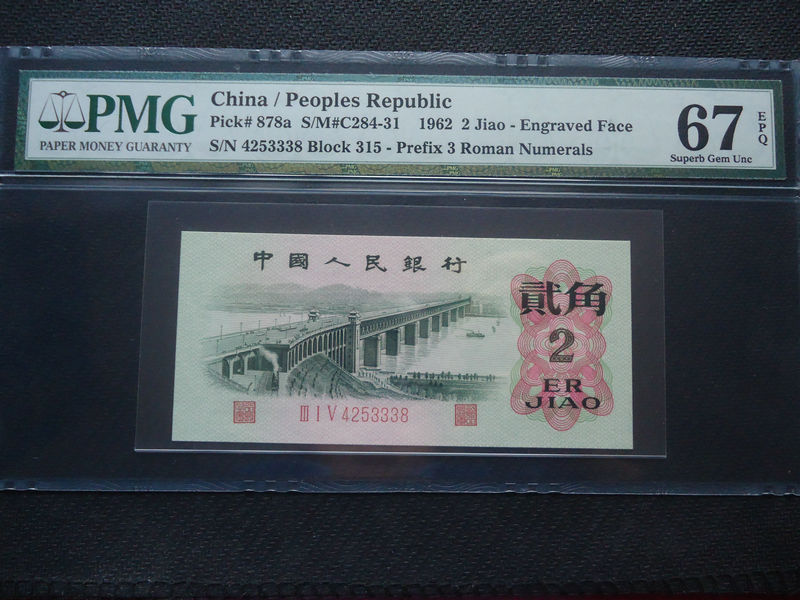 PMG
PAPER MONEY GUARANTY
China / Peoples Republic
Pick# 878a S/M#C284-31 1962 2 Jiao - Engraved Face
S/N 4253338 Block 315 - Prefix 3 Roman Numerals
67
EPQ
Superb Gem Unc
中國人民銀行
貳角
2
ER
JIAO
III I V 4253338